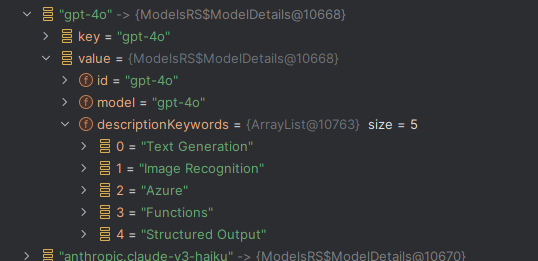 "gpt-4o" -> {ModelsRS$ModelDetails@10668}
key = "gpt-4o"
value = {ModelsRS$ModelDetails@10668}
f id = "gpt-4o"
f model = "gpt-4o"
f descriptionKeywords = {ArrayList@10763} size = 5
0 = "Text Generation"
1 = "Image Recognition"
2 = "Azure"
3 = "Functions"
4 = "Structured Output"
"anthropic.claude-v3-haiku" -> {ModelsRS$ModelDetails@10670}